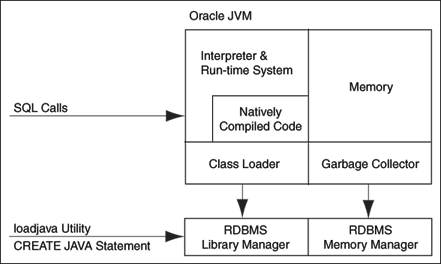 Oracle JVM
Interpreter &
Run-time System
Memory
SQL Calls
Natively
Compiled Code
Class Loader
Garbage Collector
loadjava Utility
CREATE JAVA Statement
RDBMS
Library Manager
RDBMS
Memory Manager